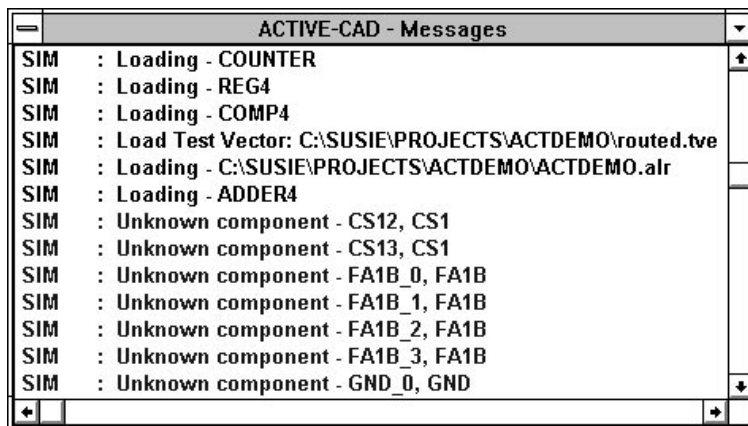 ACTIVE-CAD - Messages
SIM : Loading - COUNTER
SIM : Loading - REG4
SIM : Loading - COMP4
SIM : Load Test Vector: C:\SUSIE\PROJECTS\ACTDEMO\routed.tve
SIM : Loading - C:\SUSIE\PROJECTS\ACTDEMO\ACTDEMO.alr
SIM : Loading - ADDER4
SIM : Unknown component - CS12, CS1
SIM : Unknown component - CS13, CS1
SIM : Unknown component - FA1B_0, FA1B
SIM : Unknown component - FA1B_1, FA1B
SIM : Unknown component - FA1B_2, FA1B
SIM : Unknown component - FA1B_3, FA1B
SIM : Unknown component - GND_0, GND